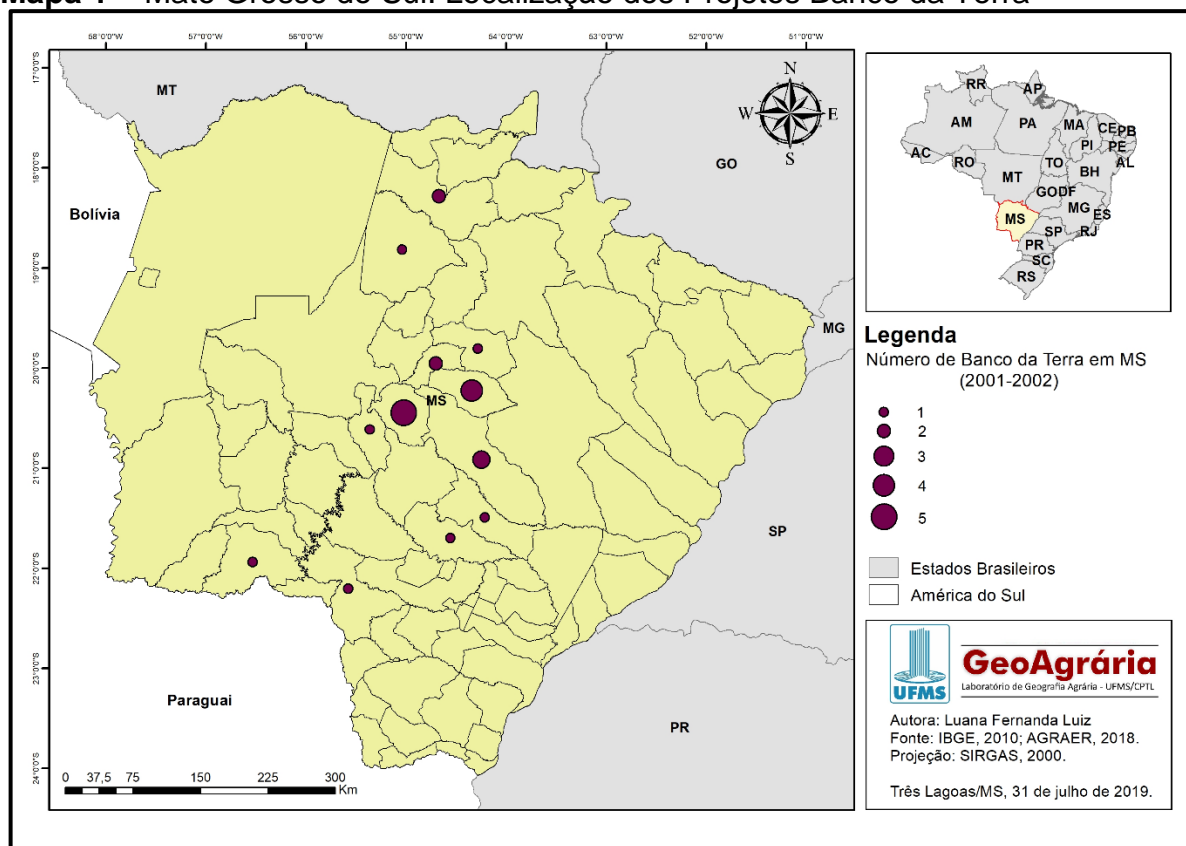 Mato Grosso do Sul: Localização dos Projetos Banco da Terra
58°0'0"W 57°0'0"W 56°0'0"W 55°0'0"W 54°0'0"W 53°0'0"W 52°0'0"W 51°0'0"W
17°0'0"S
18°0'0"S
19°0'0"S
20°0'0"S
21°0'0"S
22°0'0"S
23°0'0"S
24°0'0"S
MT
N
W E
S
GO
Bolívia
MG
MS
SP
Paraguai
PR
0 37,5 75 150 225 300
Km
RR AP
AM PA MA CE PB
PI PE
AC RO TO AL
MT BH
GO DF
MG
MS ES
SP RJ
PR
SC
RS
Legenda
Número de Banco da Terra em MS
(2001-2002)
1
2
3
4
5
Estados Brasileiros
América do Sul
UFMS
GeoAgrária
Laboratório de Geografia Agrária - UFMS/CPTL
Autora: Luana Fernanda Luiz
Fonte: IBGE, 2010; AGRAER, 2018.
Projeção: SIRGAS, 2000.
Três Lagoas/MS, 31 de julho de 2019.